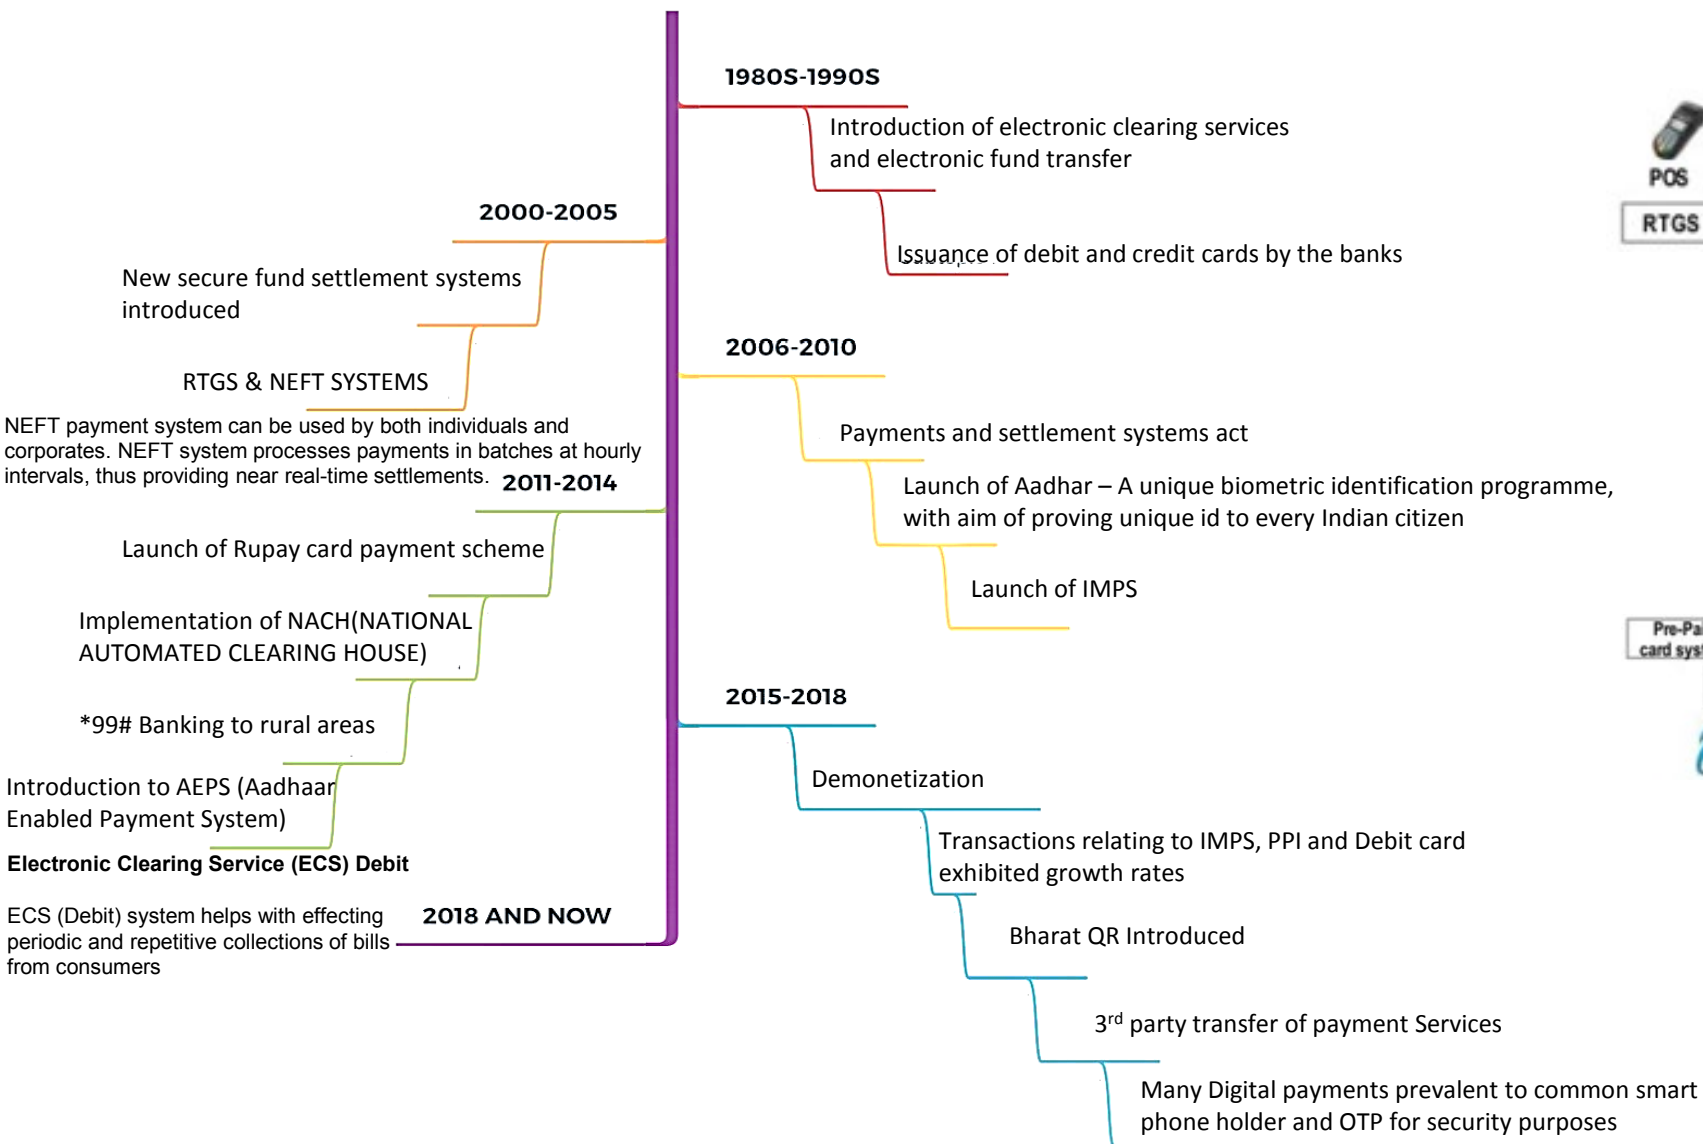 1980S-1990S
Introduction of electronic clearing services
and electronic fund transfer
Issuance of debit and credit cards by the banks
POS
RTGS
2000-2005
New secure fund settlement systems
introduced
RTGS & NEFT SYSTEMS
NEFT payment system can be used by both individuals and
corporates. NEFT system processes payments in batches at hourly
intervals, thus providing near real-time settlements.
2006-2010
Payments and settlement systems act
Launch of Aadhar – A unique biometric identification programme,
with aim of proving unique id to every Indian citizen
Launch of IMPS
2011-2014
Launch of Rupay card payment scheme
Implementation of NACH(NATIONAL
AUTOMATED CLEARING HOUSE)
*99# Banking to rural areas
Introduction to AEPS (Aadhaar
Enabled Payment System)
Electronic Clearing Service (ECS) Debit
ECS (Debit) system helps with effecting
periodic and repetitive collections of bills
from consumers
Pre-Pai
card syst
2015-2018
Demonetization
Transactions relating to IMPS, PPI and Debit card
exhibited growth rates
Bharat QR Introduced
3rd party transfer of payment Services
Many Digital payments prevalent to common smart
phone holder and OTP for security purposes
2018 AND NOW